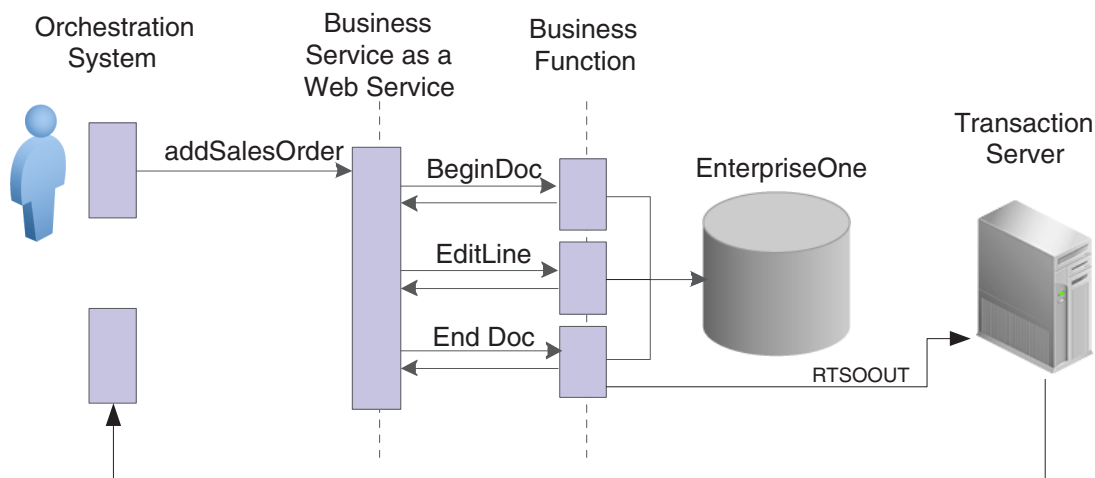 Orchestration
System
Business
Service as a
Web Service
Business
Function
Transaction
Server
addSalesOrder
BeginDoc
EnterpriseOne
EditLine
End Doc
RTSOOUT